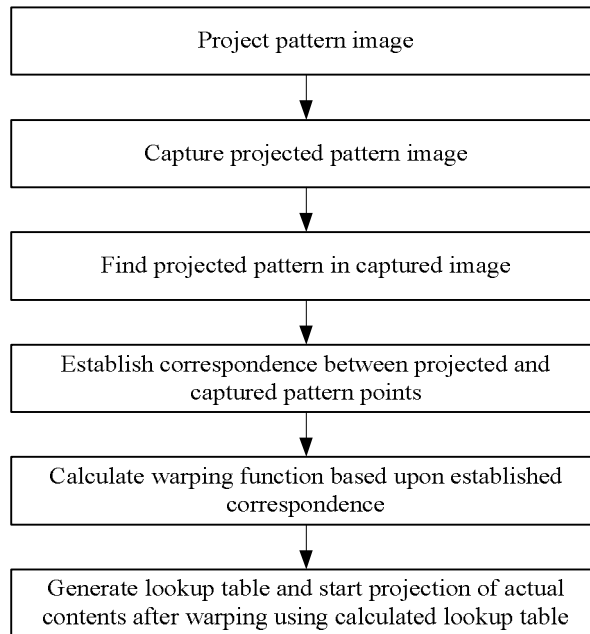 Project pattern image
Capture projected pattern image
Find projected pattern in captured image
Establish correspondence between projected and
captured pattern points
Calculate warping function based upon established
correspondence
Generate lookup table and start projection of actual
contents after warping using calculated lookup table